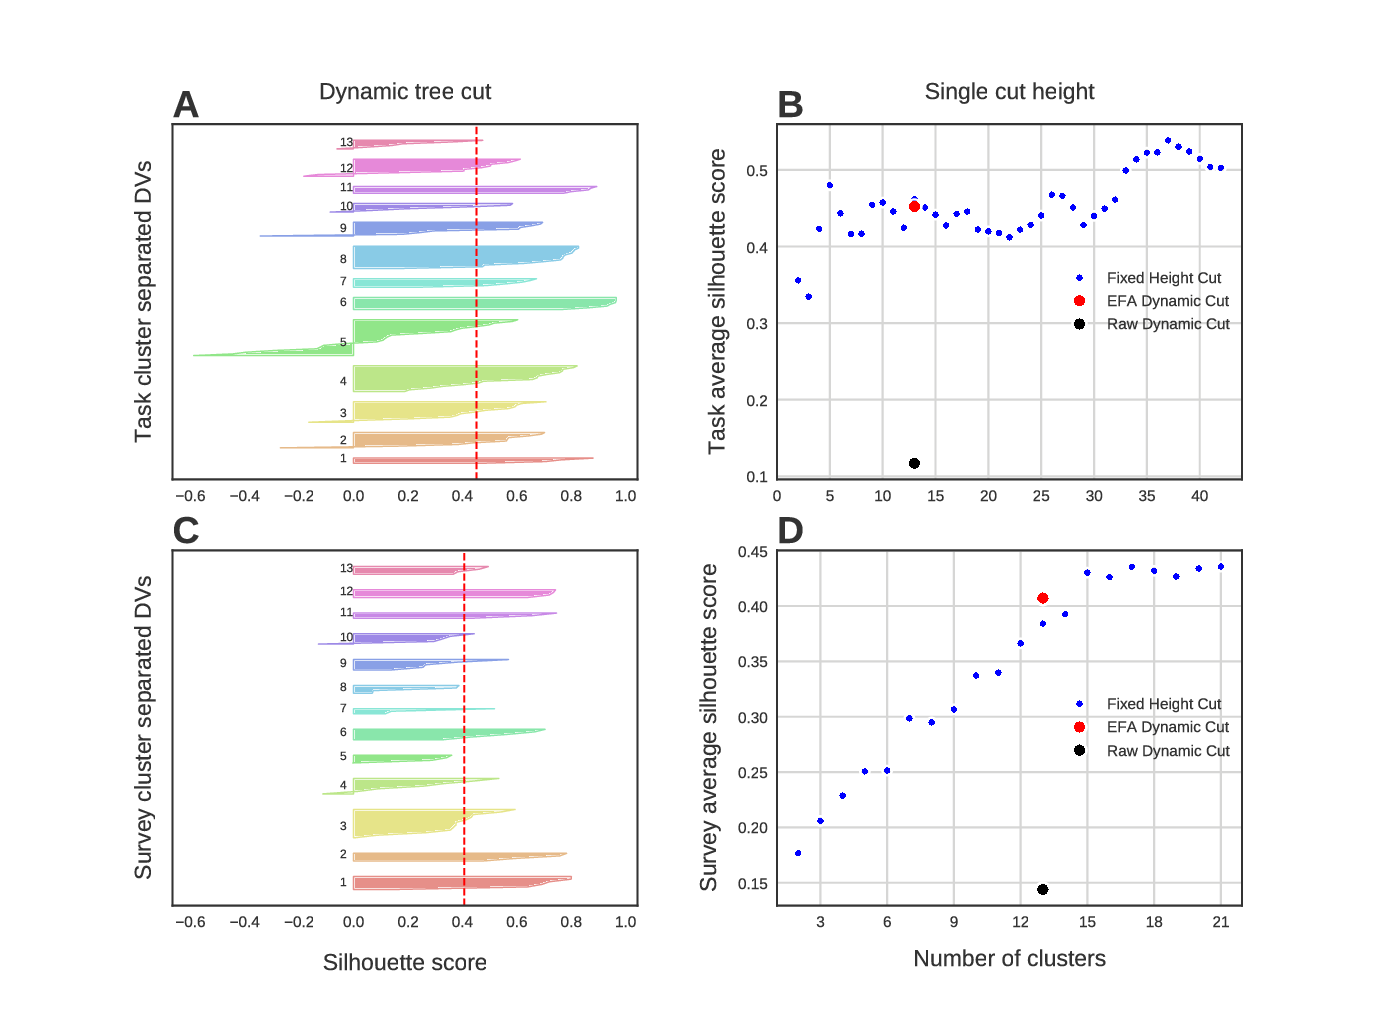 Dynamic tree cut
Single cut height
A
B
Task cluster separated DVs
13
12
11
10
9
8
7
6
5
4
3
2
1
−0.6 −0.4 −0.2 0.0 0.2 0.4 0.6 0.8 1.0
Task average silhouette score
0.5
0.4
0.3
0.2
0.1
Fixed Height Cut
EFA Dynamic Cut
Raw Dynamic Cut
0 5 10 15 20 25 30 35 40
C
D
Survey cluster separated DVs
13
12
11
10
9
8
7
6
5
4
3
2
1
−0.6 −0.4 −0.2 0.0 0.2 0.4 0.6 0.8 1.0
Silhouette score
Survey average silhouette score
0.45
0.40
0.35
0.30
0.25
0.20
0.15
Fixed Height Cut
EFA Dynamic Cut
Raw Dynamic Cut
3 6 9 12 15 18 21
Number of clusters